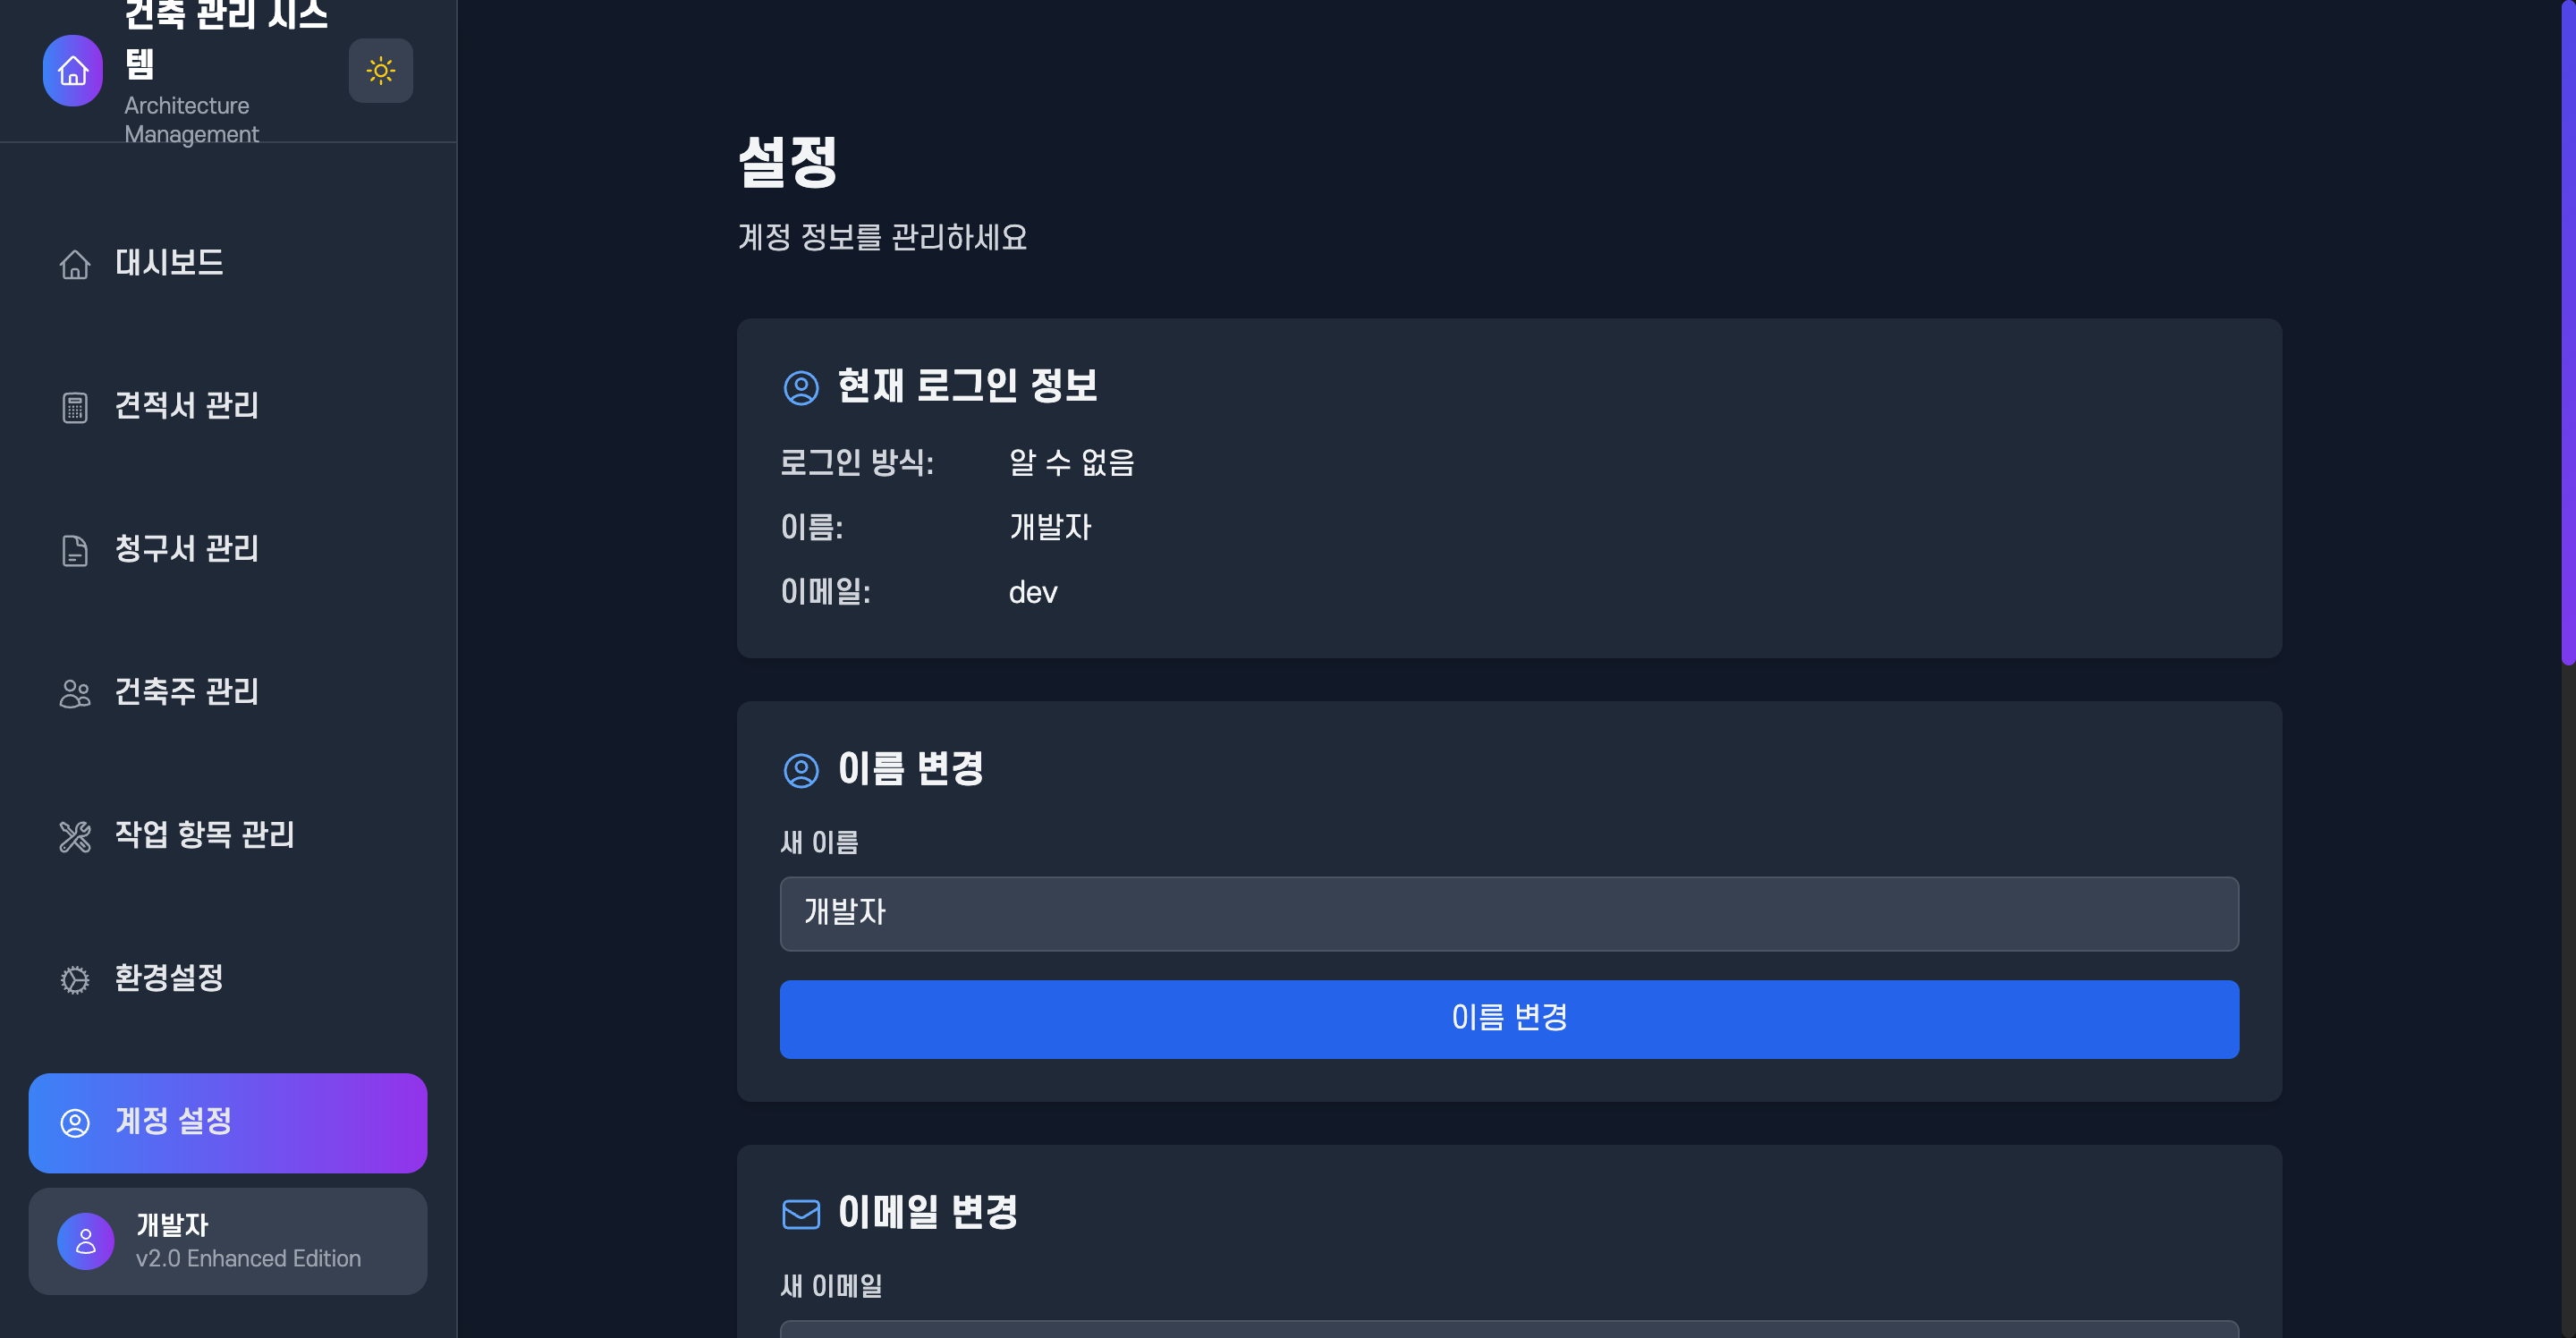 건축 관리 시스
템
Architecture
Management
대시보드
견적서 관리
청구서 관리
건축주 관리
작업 항목 관리
환경설정
계정 설정
개발자
v2.0 Enhanced Edition
설정
계정 정보를 관리하세요
현재 로그인 정보
로그인 방식: 알 수 없음
이름: 개발자
이메일: dev
이름 변경
새 이름
개발자
이름 변경
이메일 변경
새 이메일